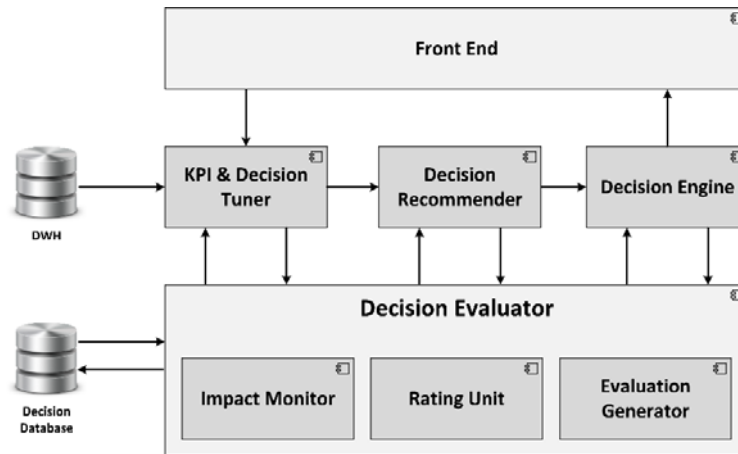 Front End
KPI & Decision
Tuner
Decision
Recommender
Decision Engine
DWH
Decision Evaluator
Impact Monitor
Rating Unit
Evaluation
Generator
Decision
Database